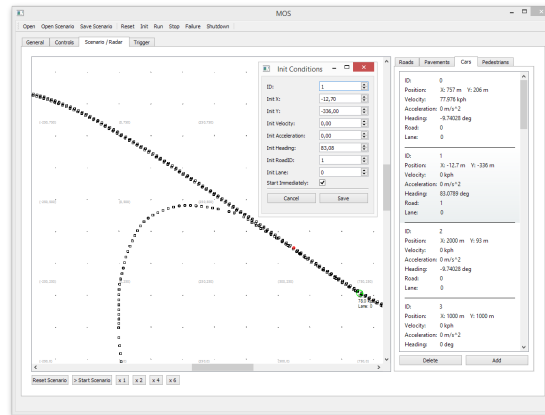 MOS
Open Open Scenario Save Scenario Reset Init Run Stop Failure Shutdown
General Controls Scenario / Radar Trigger
Roads Pavements Cars Pedestrians
Init Conditions
ID: 1
Init X: -12,70
Init Y: -336,00
Init Velocity: 0,00
Init Acceleration: 0,00
Init Heading: 83,08
Init RoadID: 1
Init Lane: 0
Start Immediately:
Cancel Save
ID: 0
Position: X: 757 m Y: 206 m
Velocity: 77.976 kph
Acceleration: 0 m/s^2
Heading: -9.74028 deg
Road: 0
Lane: 0
ID: 1
Position: X: -12.7 m Y: -336 m
Velocity: 0 kph
Acceleration: 0 m/s^2
Heading: 83.0789 deg
Road: 1
Lane: 0
ID: 2
Position: X: 2000 m Y: 93 m
Velocity: 0 kph
Acceleration: 0 m/s^2
Heading: -9.74028 deg
Road: 0
Lane: 0
ID: 3
Position: X: 1000 m Y: 1000 m
Velocity: 0 kph
Acceleration: 0 m/s^2
Heading: 0 deg
Lane: 0
Delete Add
Reset Scenario > Start Scenario x 1 x 2 x 4 x 6